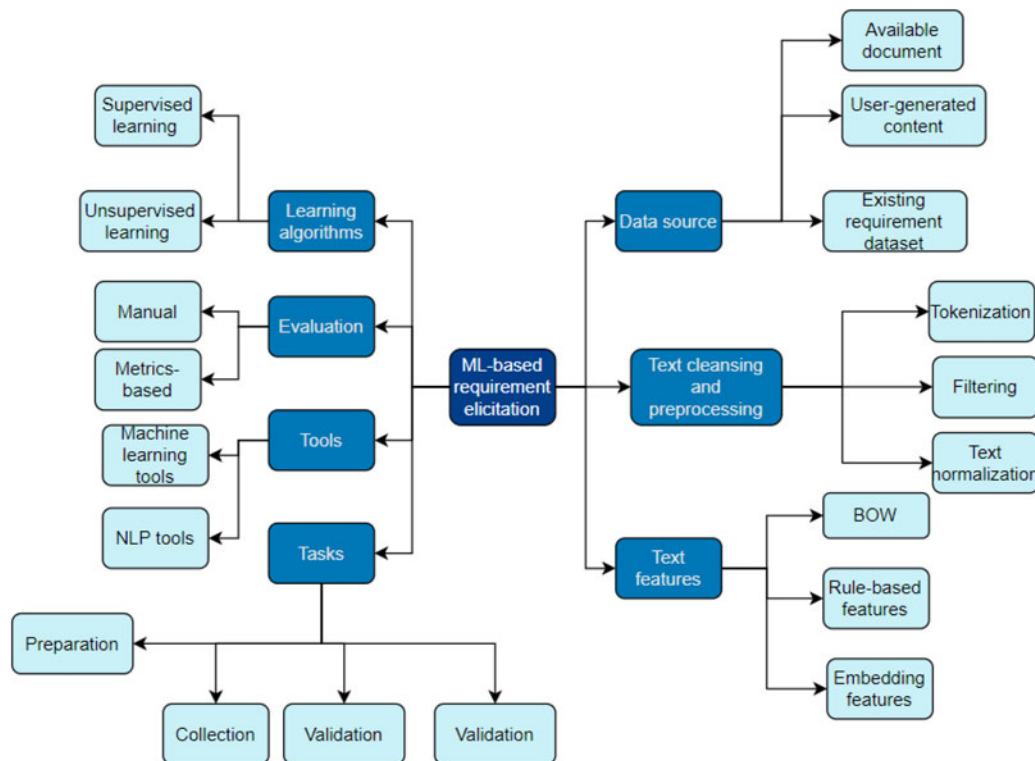 Available
document
Supervised
learning
User-generated
content
Unsupervised
learning
Learning
algorithms
Data source
Existing
requirement
dataset
Manual
Evaluation
Tokenization
Metrics-
based
ML-based
requirement
elicitation
Text cleansing
and
preprocessing
Filtering
Machine
learning
tools
Tools
Text
normalization
NLP tools
Tasks
Text
features
BOW
Rule-based
features
Preparation
Embedding
features
Collection
Validation
Validation